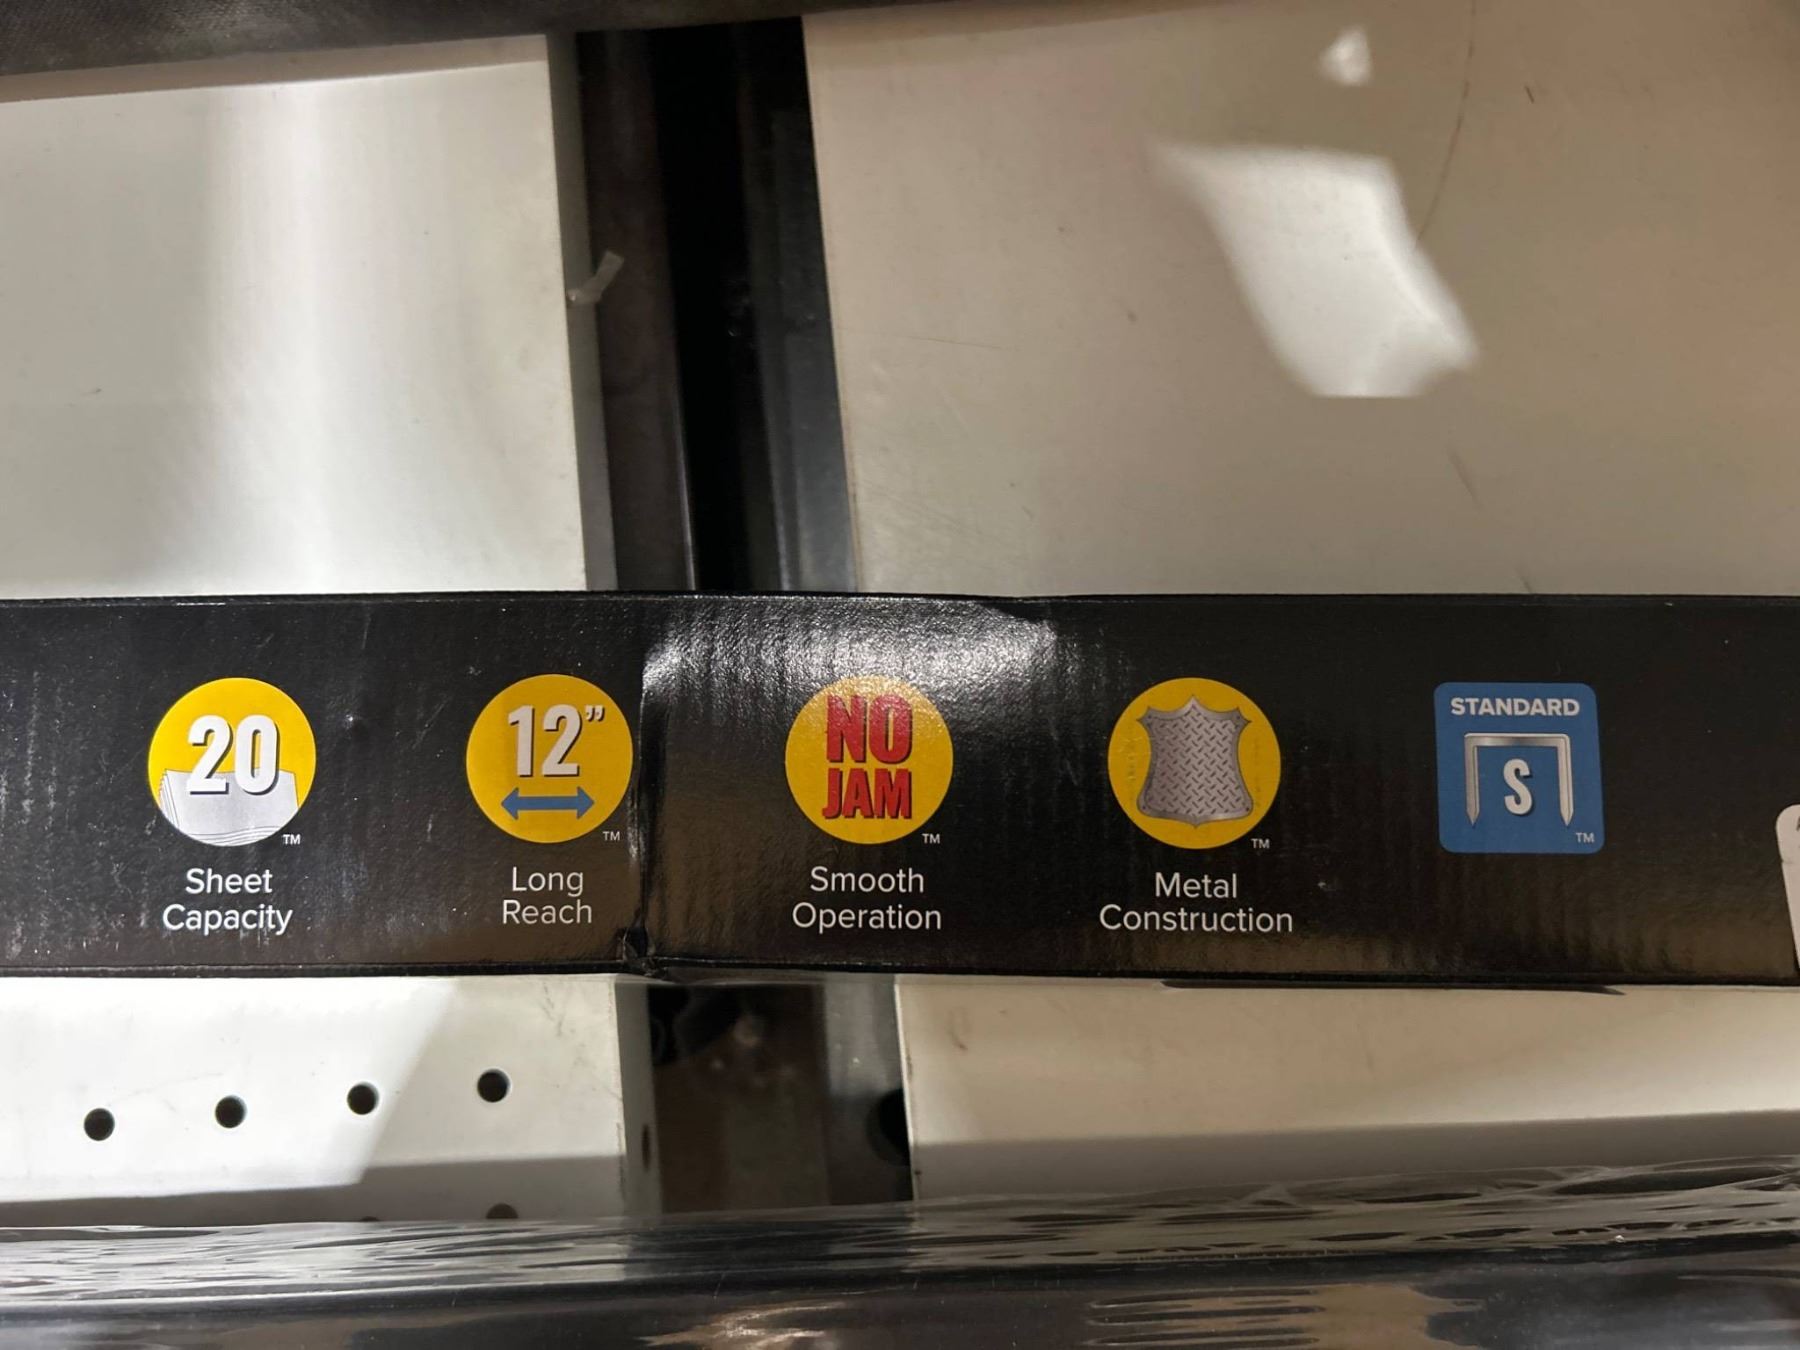 20
TM
Sheet
Capacity
12”
TM
Long
Reach
NO
JAM
TM
Smooth
Operation
TM
Metal
Construction
STANDARD
S
TM